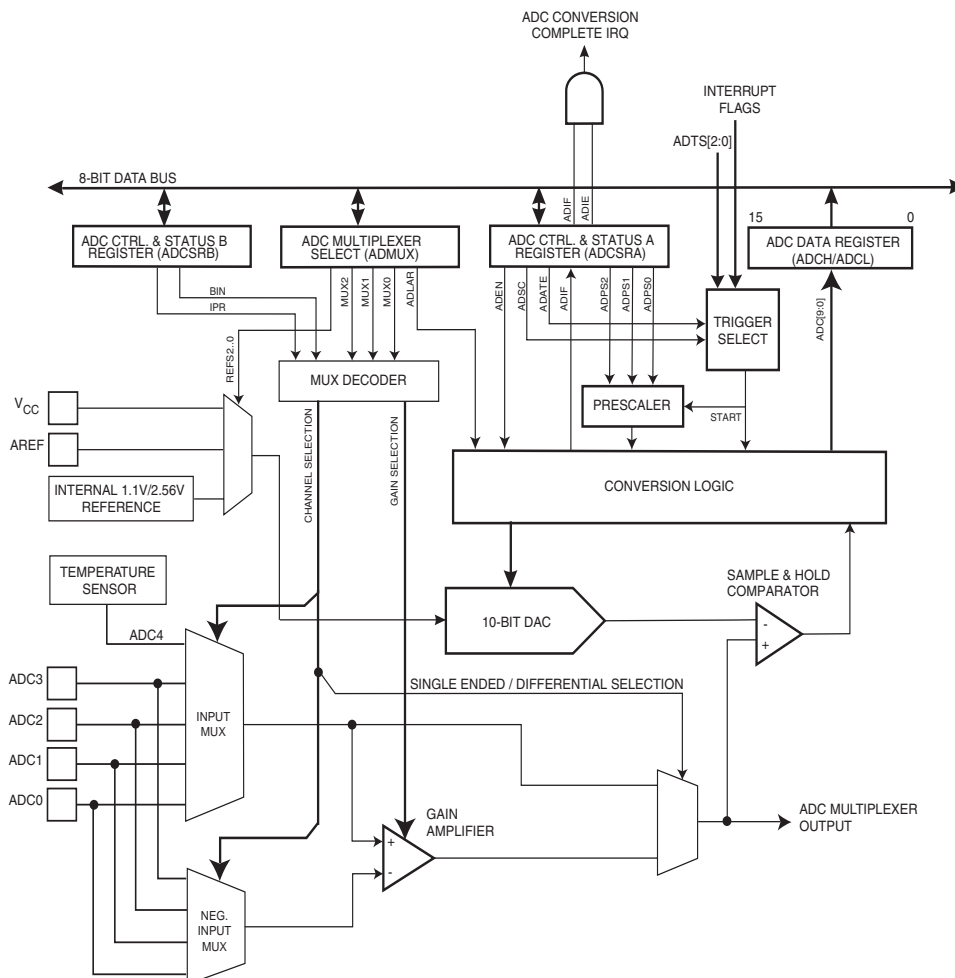 ADC CONVERSION
COMPLETE IRQ
INTERRUPT
FLAGS
ADTS[2:0]
8-BIT DATA BUS
ADIF
ADIE
15
0
ADC CTRL. & STATUS B
REGISTER (ADCSRB)
ADC MULTIPLEXER
SELECT (ADMUX)
ADC CTRL. & STATUS A
REGISTER (ADCSRA)
ADC DATA REGISTER
(ADCH/ADCL)
BIN
IPR
REFS2..0
MUX2
MUX1
MUX0
ADLAR
ADEN
ADSC
ADATE
ADIF
ADPS2
ADPS1
ADPS0
TRIGGER
SELECT
ADC[9:0]
MUX DECODER
PRESCALER
START
VCC
AREF
INTERNAL 1.1V/2.56V
REFERENCE
CHANNEL SELECTION
GAIN SELECTION
CONVERSION LOGIC
TEMPERATURE
SENSOR
ADC4
10-BIT DAC
SAMPLE & HOLD
COMPARATOR
-
+
ADC3
ADC2
ADC1
ADC0
INPUT
MUX
SINGLE ENDED / DIFFERENTIAL SELECTION
GAIN
AMPLIFIER
+
-
ADC MULTIPLEXER
OUTPUT
NEG.
INPUT
MUX